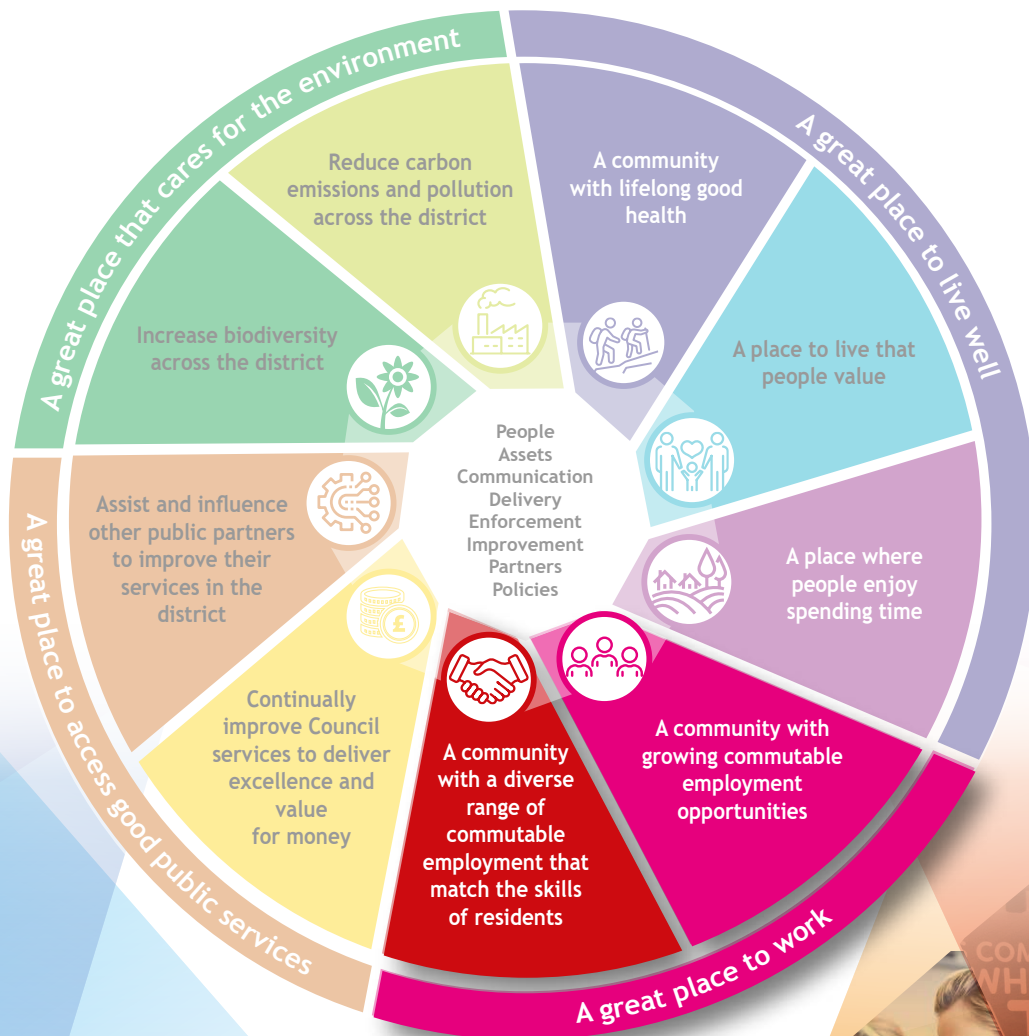 A great place that cares for the environment
A great place to live well
Reduce carbon
emissions and pollution
across the district
A community
with lifelong good
health
Increase biodiversity
across the district
A place to live that
people value
People
Assets
Communication
Delivery
Enforcement
Improvement
Partners
Policies
Assist and influence
other public partners
to improve their
services in the
district
A place where
people enjoy
spending time
£
Continually
improve Council
services to deliver
excellence and
value
for money
A community
with a diverse
range of
commutable
employment that
match the skills
of residents
A community with
growing commutable
employment
opportunities
A great place to access good public services
A great place to work